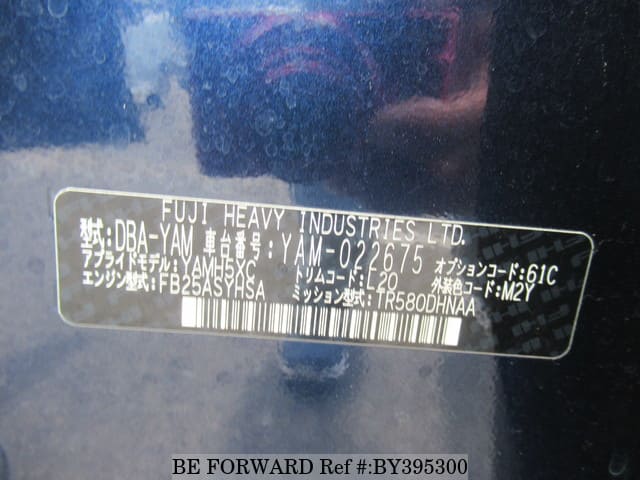 FUJI HEAVY INDUSTRIES LTD.
型式:DBA-YAM 車台番号:YAM-022675 オプションコード:61C
アプライドモデル:YAMH5XC トリムコード:L20 外装色コード:M2Y
エンジン型式:FB25ASYHSA ミッション型式:TR580DHNAA
BE FORWARD Ref #:BY395300